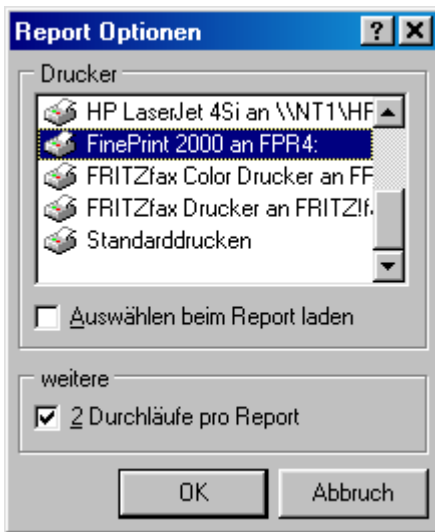 Report Optionen
Drucker
HP LaserJet 4Si an \\NT1\HF
FinePrint 2000 an FPR4:
FRITZfax Color Drucker an FF
FRITZfax Drucker an FRITZ!f
Standarddrucken
Auswählen beim Report laden
weitere
2 Durchläufe pro Report
OK Abbruch